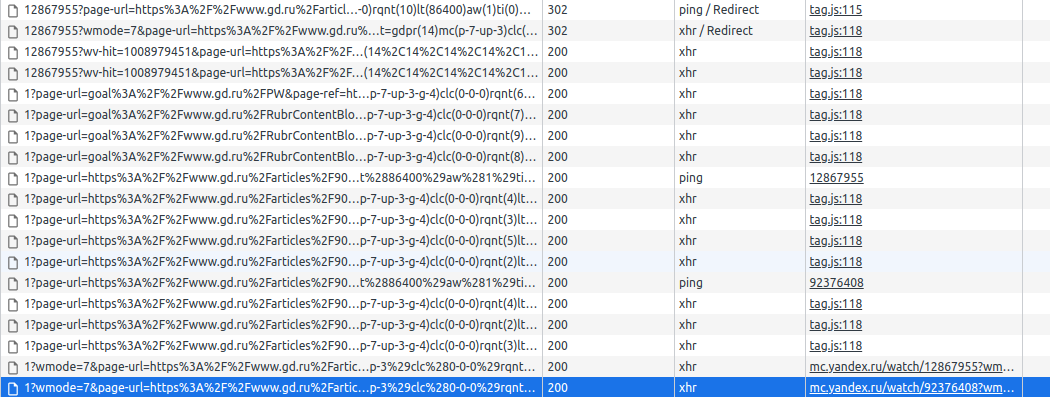 12867955?page-url=https%3A%2F%2Fwww.gd.ru%2Farticl…-0)rqnt(10)lt(86400)aw(1)ti(0)… 302 ping / Redirect tag.js:115
12867955?wmode=7&page-url=https%3A%2F%2Fwww.gd.ru%…t=gdpr(14)mc(p-7-up-3)clc(… 302 xhr / Redirect tag.js:118
12867955?wv-hit=1008979451&page-url=https%3A%2F%2F…(14%2C14%2C14%2C14%2C1… 200 xhr tag.js:118
12867955?wv-hit=1008979451&page-url=https%3A%2F%2F…(14%2C14%2C14%2C14%2C1… 200 xhr tag.js:118
1?page-url=goal%3A%2F%2Fwww.gd.ru%2FPW&page-ref=ht…p-7-up-3-g-4)clc(0-0-0)rqnt(6… 200 xhr tag.js:118
1?page-url=goal%3A%2F%2Fwww.gd.ru%2FRubrContentBlo…p-7-up-3-g-4)clc(0-0-0)rqnt(7)… 200 xhr tag.js:118
1?page-url=goal%3A%2F%2Fwww.gd.ru%2FRubrContentBlo…p-7-up-3-g-4)clc(0-0-0)rqnt(9)… 200 xhr tag.js:118
1?page-url=goal%3A%2F%2Fwww.gd.ru%2FRubrContentBlo…p-7-up-3-g-4)clc(0-0-0)rqnt(8)… 200 xhr tag.js:118
1?page-url=https%3A%2F%2Fwww.gd.ru%2Farticles%2F90…t%2886400%29aw%281%29ti… 200 ping 12867955
1?page-url=https%3A%2F%2Fwww.gd.ru%2Farticles%2F90…p-7-up-3-g-4)clc(0-0-0)rqnt(4)lt… 200 xhr tag.js:118
1?page-url=https%3A%2F%2Fwww.gd.ru%2Farticles%2F90…p-7-up-3-g-4)clc(0-0-0)rqnt(3)lt… 200 xhr tag.js:118
1?page-url=https%3A%2F%2Fwww.gd.ru%2Farticles%2F90…p-7-up-3-g-4)clc(0-0-0)rqnt(5)lt… 200 xhr tag.js:118
1?page-url=https%3A%2F%2Fwww.gd.ru%2Farticles%2F90…p-7-up-3-g-4)clc(0-0-0)rqnt(2)lt… 200 xhr tag.js:118
1?page-url=https%3A%2F%2Fwww.gd.ru%2Farticles%2F90…t%2886400%29aw%281%29ti… 200 ping 92376408
1?page-url=https%3A%2F%2Fwww.gd.ru%2Farticles%2F90…p-7-up-3-g-4)clc(0-0-0)rqnt(4)lt… 200 xhr tag.js:118
1?page-url=https%3A%2F%2Fwww.gd.ru%2Farticles%2F90…p-7-up-3-g-4)clc(0-0-0)rqnt(2)lt… 200 xhr tag.js:118
1?page-url=https%3A%2F%2Fwww.gd.ru%2Farticles%2F90…p-7-up-3-g-4)clc(0-0-0)rqnt(3)lt… 200 xhr tag.js:118
1?wmode=7&page-url=https%3A%2F%2Fwww.gd.ru%2Fartic…p-3%29clc%280-0-0%29rqnt… 200 xhr mc.yandex.ru/watch/12867955?wm…
1?wmode=7&page-url=https%3A%2F%2Fwww.gd.ru%2Fartic…p-3%29clc%280-0-0%29rqnt… 200 xhr mc.yandex.ru/watch/92376408?wm…